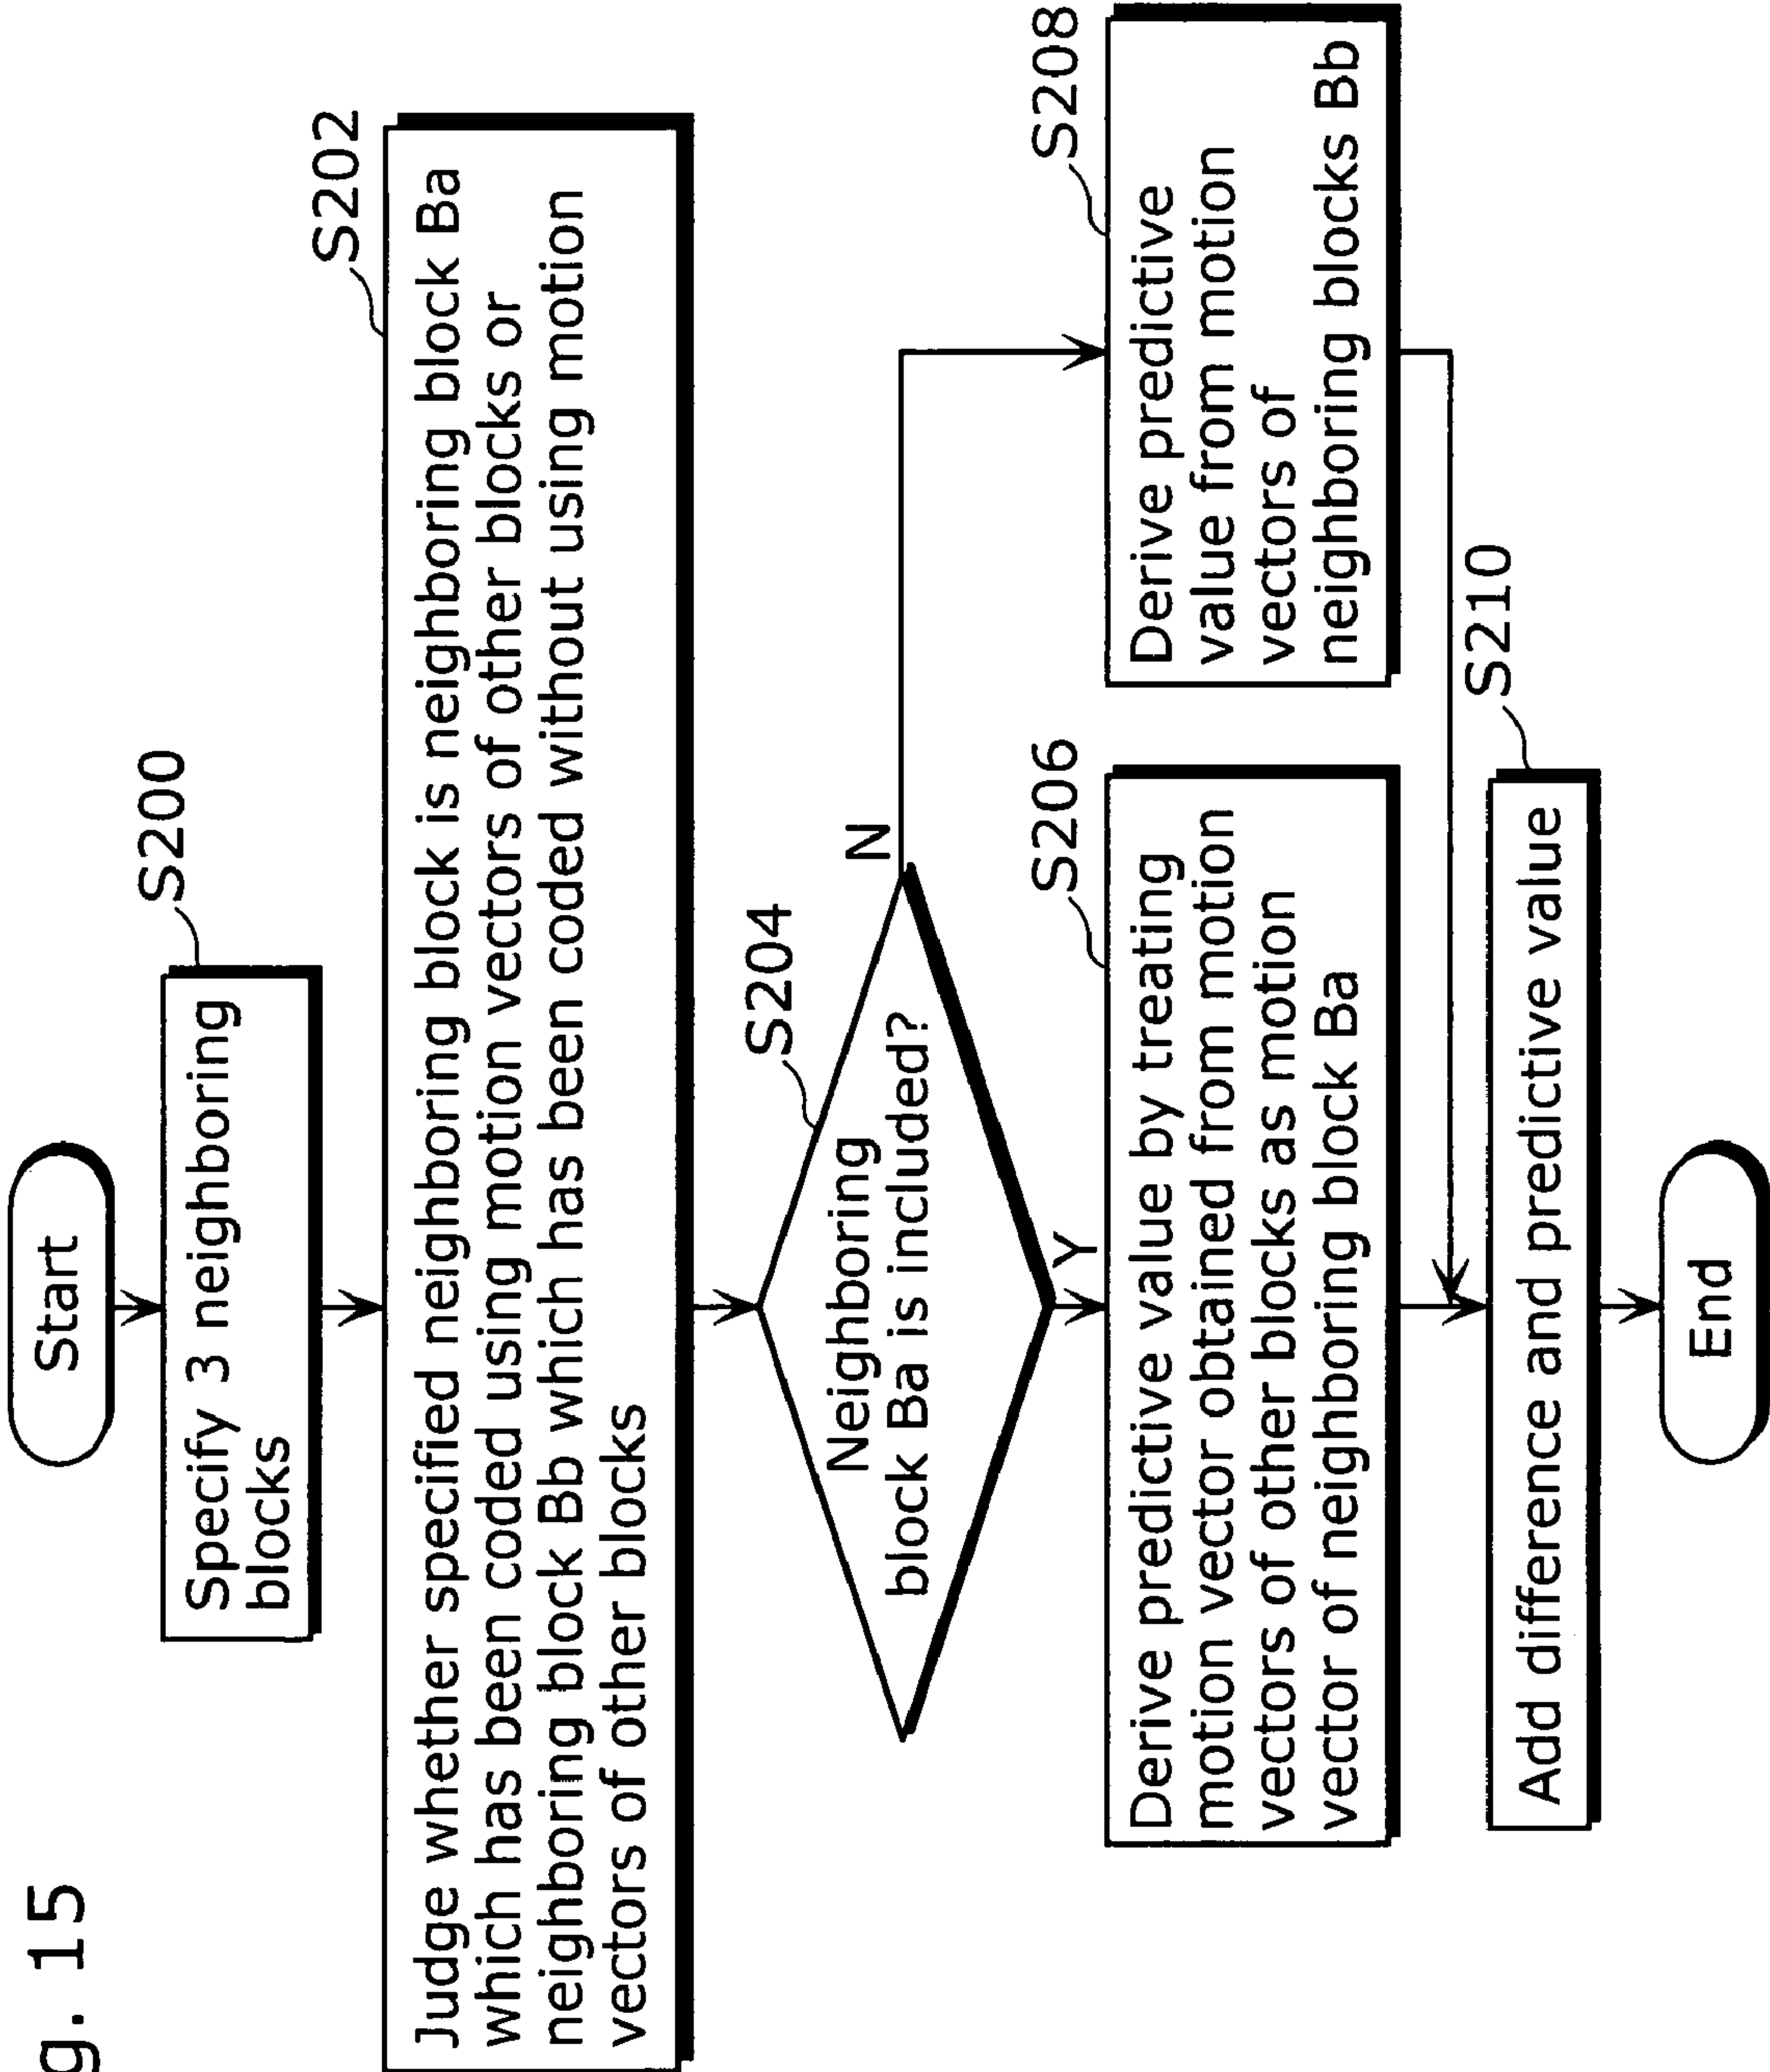 g. 15
Start
S200
Specify 3 neighboring
blocks
S202
Judge whether specified neighboring block is neighboring block Ba
which has been coded using motion vectors of other blocks or
neighboring block Bb which has been coded without using motion
vectors of other blocks
S204
Neighboring
block Ba is included?
N
Y
S206
Derive predictive value by treating
motion vector obtained from motion
vectors of other blocks as motion
vector of neighboring block Ba
S208
Derive predictive
value from motion
vectors of
neighboring blocks Bb
S210
Add difference and predictive value
End